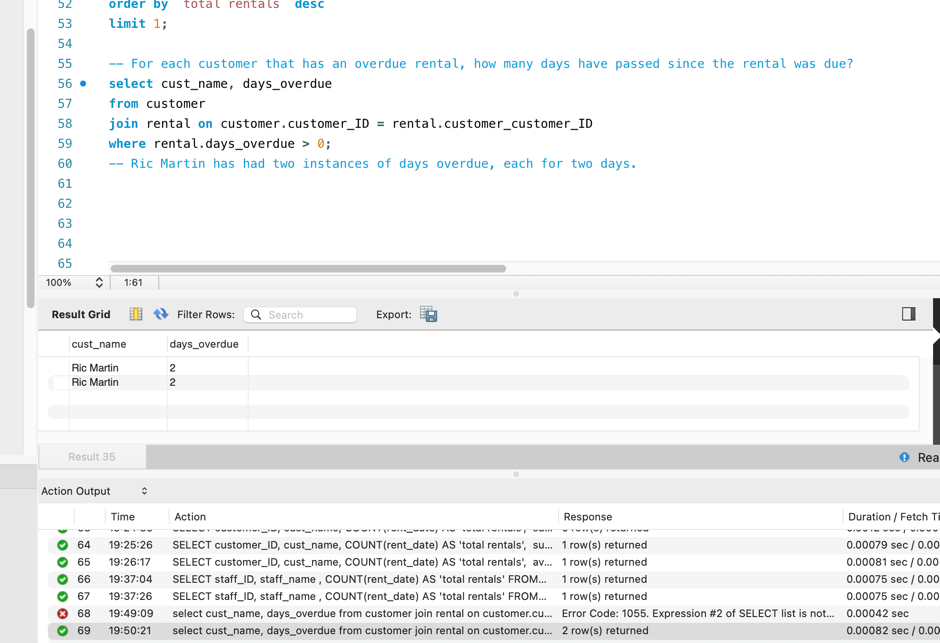 52 order by `total rentals` desc
53 limit 1;
54
55 -- For each customer that has an overdue rental, how many days have passed since the rental was due?
56 select cust_name, days_overdue
57 from customer
58 join rental on customer.customer_ID = rental.customer_customer_ID
59 where rental.days_overdue > 0;
60 -- Ric Martin has had two instances of days overdue, each for two days.
61
62
63
64
65
100% 1:61
Result Grid Filter Rows: Search Export:
cust_name days_overdue
Ric Martin 2
Ric Martin 2
Result 35 Rea
Action Output
Time Action Response Duration / Fetch Ti
64 19:25:26 SELECT customer_ID, cust_name, COUNT(rent_date) AS 'total rentals', su... 1 row(s) returned 0.00079 sec / 0.00
65 19:26:17 SELECT customer_ID, cust_name, COUNT(rent_date) AS 'total rentals', av... 1 row(s) returned 0.00081 sec / 0.00
66 19:37:04 SELECT staff_ID, staff_name , COUNT(rent_date) AS 'total rentals' FROM... 1 row(s) returned 0.00075 sec / 0.00
67 19:37:26 SELECT staff_ID, staff_name , COUNT(rent_date) AS 'total rentals' FROM... 1 row(s) returned 0.00075 sec / 0.00
68 19:49:09 select cust_name, days_overdue from customer join rental on customer.cu... Error Code: 1055. Expression #2 of SELECT list is not... 0.00042 sec
69 19:50:21 select cust_name, days_overdue from customer join rental on customer.cu... 2 row(s) returned 0.00082 sec / 0.00